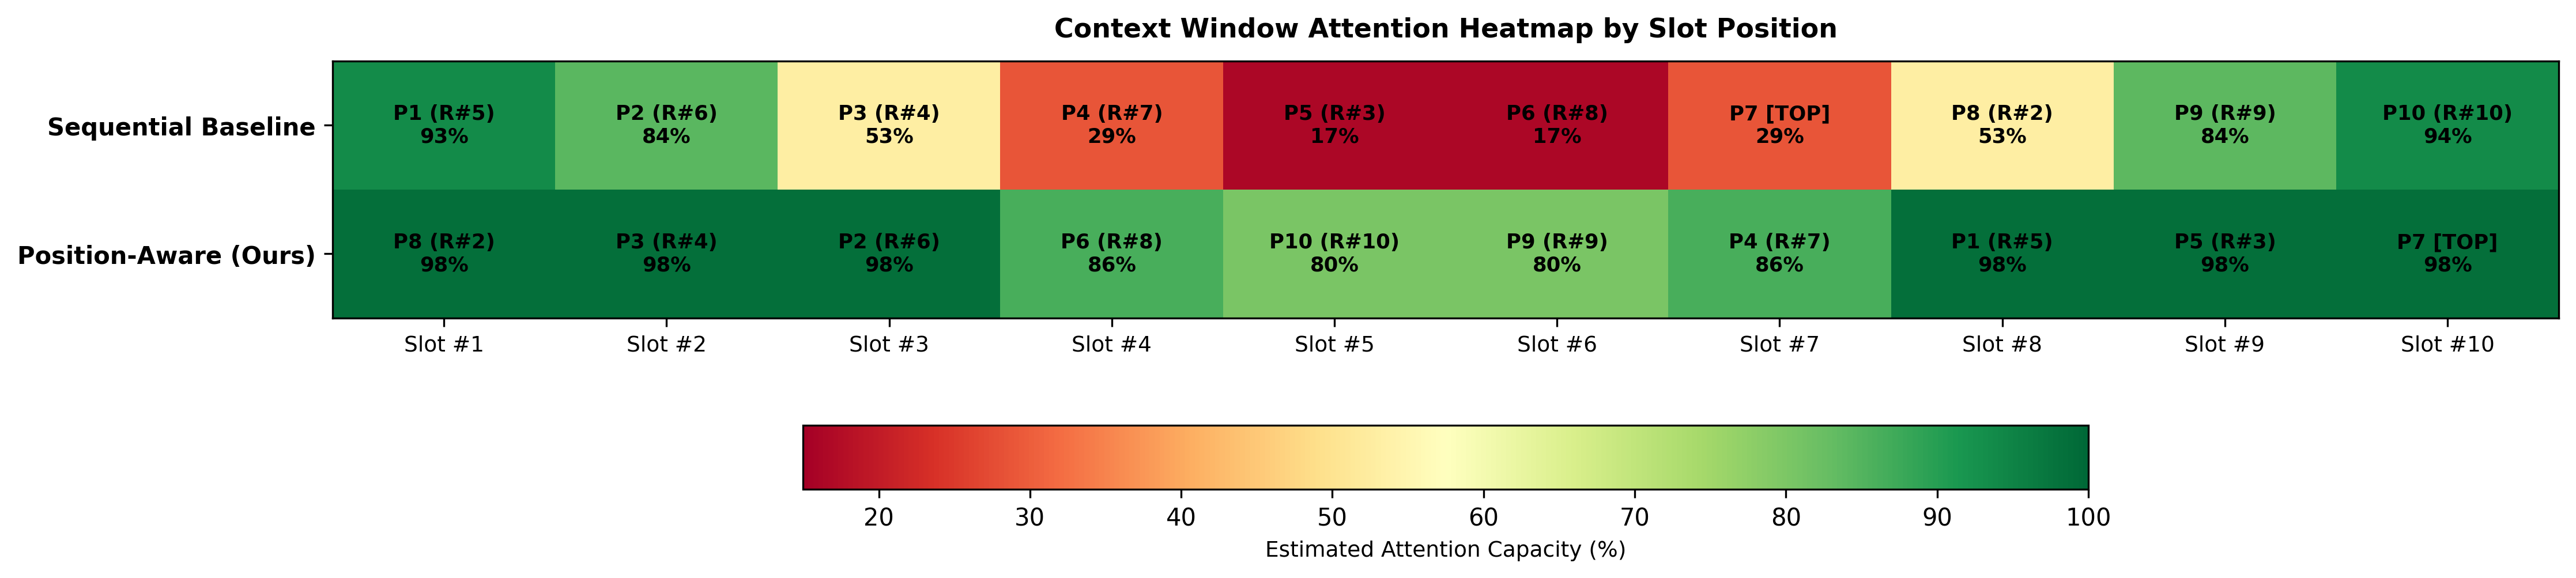 Context Window Attention Heatmap by Slot Position
Sequential Baseline
P1 (R#5)
93%
P2 (R#6)
84%
P3 (R#4)
53%
P4 (R#7)
29%
P5 (R#3)
17%
P6 (R#8)
17%
P7 [TOP]
29%
P8 (R#2)
53%
P9 (R#9)
84%
P10 (R#10)
94%
Position-Aware (Ours)
P8 (R#2)
98%
P3 (R#4)
98%
P2 (R#6)
98%
P6 (R#8)
86%
P10 (R#10)
80%
P9 (R#9)
80%
P4 (R#7)
86%
P1 (R#5)
98%
P5 (R#3)
98%
P7 [TOP]
98%
Slot #1 Slot #2 Slot #3 Slot #4 Slot #5 Slot #6 Slot #7 Slot #8 Slot #9 Slot #10
20 30 40 50 60 70 80 90 100
Estimated Attention Capacity (%)